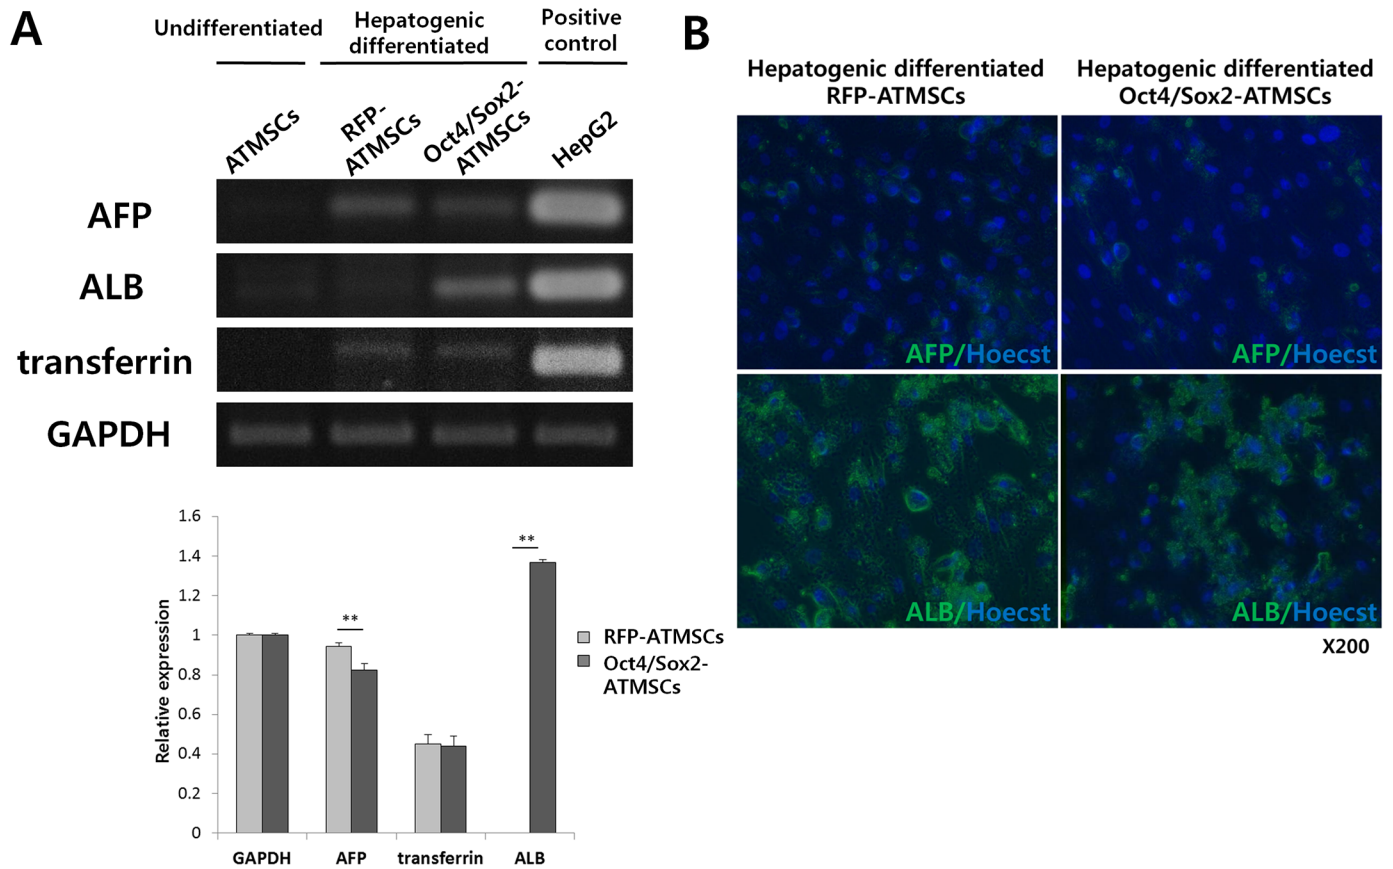 A
Undifferentiated
Hepatogenic
differentiated
Positive
control
ATMSCs
RFP-
ATMSCs
Oct4/Sox2-
ATMSCs
HepG2
AFP
ALB
transferrin
GAPDH
1.6
1.4
1.2
1
0.8
0.6
0.4
0.2
0
Relative expression
**
**
GAPDH
AFP
transferrin
ALB
RFP-ATMSCs
Oct4/Sox2-
ATMSCs
B
Hepatogenic differentiated
RFP-ATMSCs
Hepatogenic differentiated
Oct4/Sox2-ATMSCs
AFP/Hoecst
AFP/Hoecst
ALB/Hoecst
ALB/Hoecst
X200